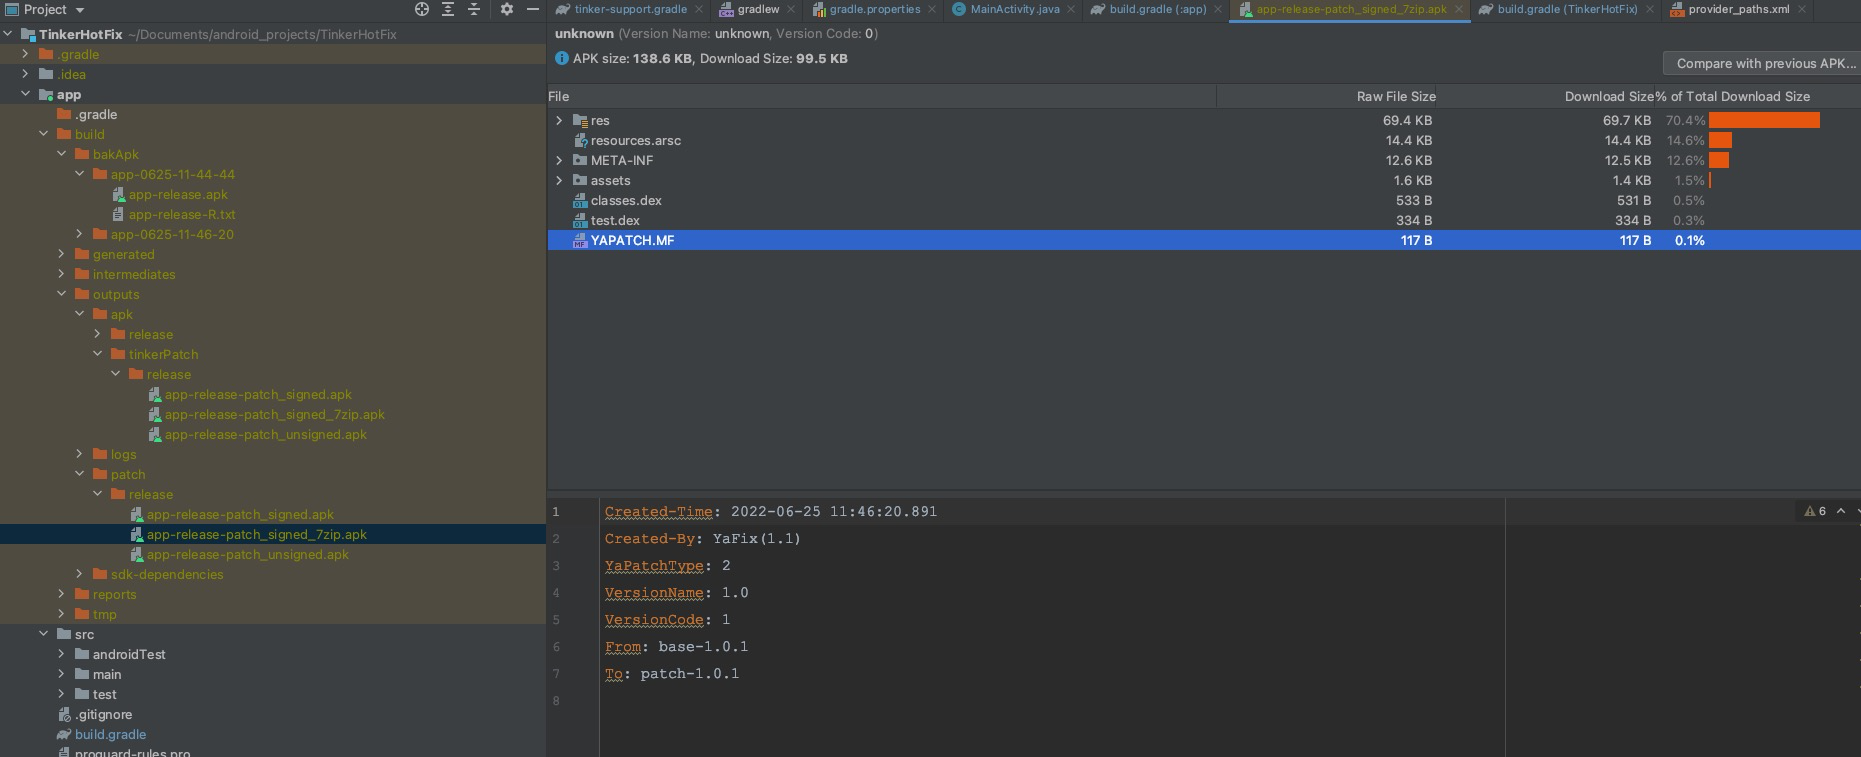 Project
tinker-support.gradle
gradlew
gradle.properties
MainActivity.java
build.gradle (:app)
app-release-patch_signed_7zip.apk
build.gradle (TinkerHotFix)
provider_paths.xml
TinkerHotFix ~/Documents/android_projects/TinkerHotFix
.gradle
.idea
app
.gradle
build
bakApk
app-0625-11-44-44
app-release.apk
app-release-R.txt
app-0625-11-46-20
generated
intermediates
outputs
apk
release
tinkerPatch
release
app-release-patch_signed.apk
app-release-patch_signed_7zip.apk
app-release-patch_unsigned.apk
logs
patch
release
app-release-patch_signed.apk
app-release-patch_signed_7zip.apk
app-release-patch_unsigned.apk
sdk-dependencies
reports
tmp
src
androidTest
main
test
.gitignore
build.gradle
proguard-rules.pro
unknown (Version Name: unknown, Version Code: 0)
APK size: 138.6 KB, Download Size: 99.5 KB
Compare with previous APK...
File Raw File Size Download Size % of Total Download Size
res 69.4 KB 69.7 KB 70.4%
resources.arsc 14.4 KB 14.4 KB 14.6%
META-INF 12.6 KB 12.5 KB 12.6%
assets 1.6 KB 1.4 KB 1.5%
classes.dex 533 B 531 B 0.5%
test.dex 334 B 334 B 0.3%
YAPATCH.MF 117 B 117 B 0.1%
1 Created-Time: 2022-06-25 11:46:20.891
6
2 Created-By: YaFix(1.1)
3 YaPatchType: 2
4 VersionName: 1.0
5 VersionCode: 1
6 From: base-1.0.1
7 To: patch-1.0.1
8